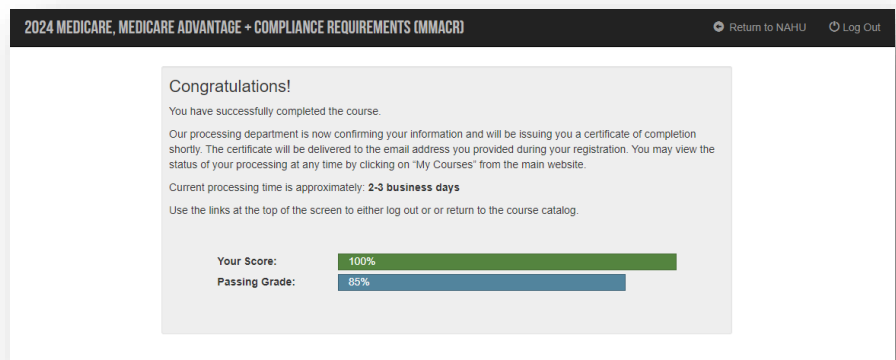 2024 MEDICARE, MEDICARE ADVANTAGE + COMPLIANCE REQUIREMENTS (MMACR) Return to NAHU Log Out
Congratulations!
You have successfully completed the course.
Our processing department is now confirming your information and will be issuing you a certificate of completion
shortly. The certificate will be delivered to the email address you provided during your registration. You may view the
status of your processing at any time by clicking on “My Courses” from the main website.
Current processing time is approximately: 2-3 business days
Use the links at the top of the screen to either log out or or return to the course catalog.
Your Score: 100%
Passing Grade: 85%